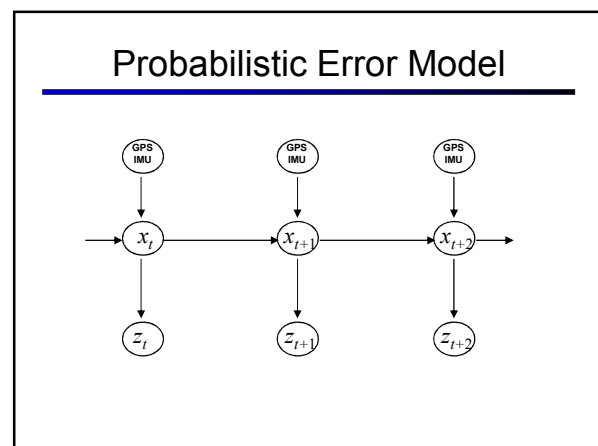 Probabilistic Error Model
GPS IMU GPS IMU GPS IMU
x_t x_{t+1} x_{t+2}
z_t z_{t+1} z_{t+2}